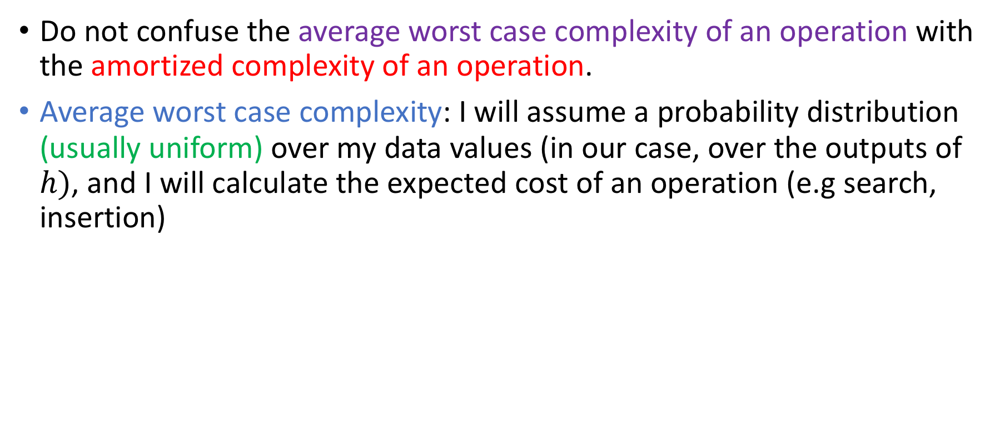 • Do not confuse the average worst case complexity of an operation with
the amortized complexity of an operation.
• Average worst case complexity: I will assume a probability distribution
(usually uniform) over my data values (in our case, over the outputs of
ℎ), and I will calculate the expected cost of an operation (e.g search,
insertion)